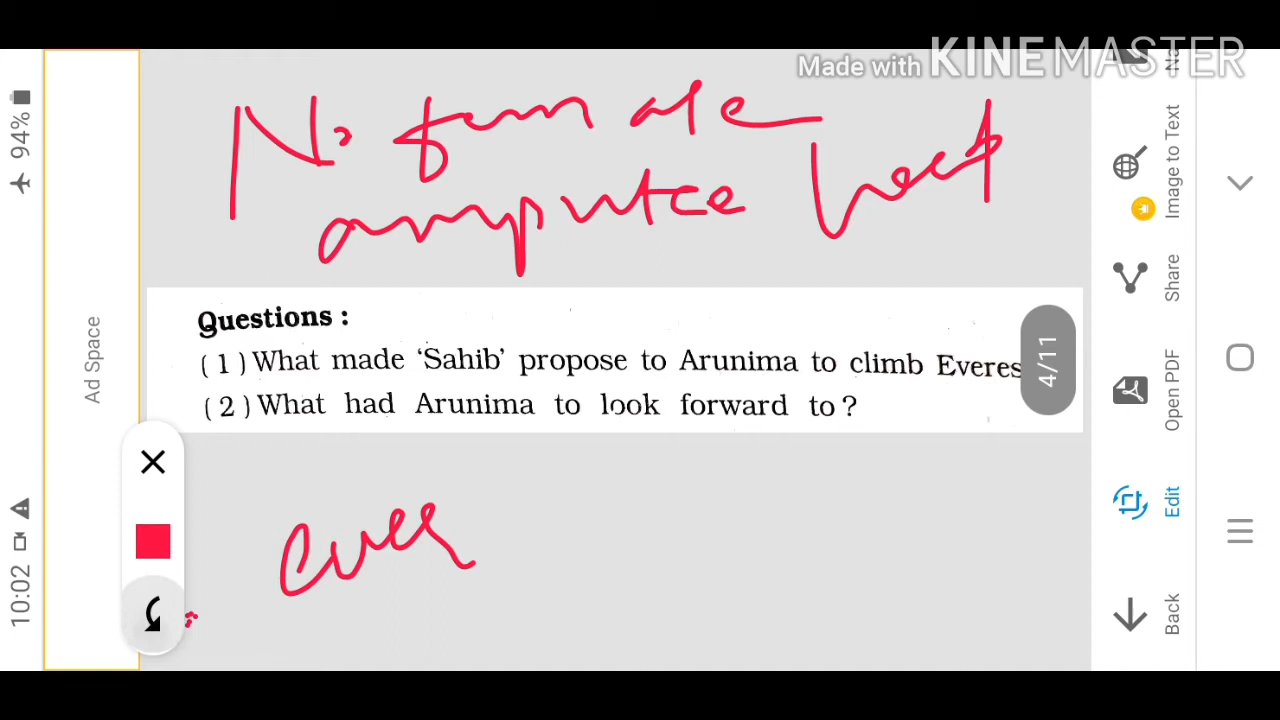 Made with KINEMASTER
No female
amputee had
Questions :
( 1 ) What made ‘Sahib’ propose to Arunima to climb Everes
( 2 ) What had Arunima to look forward to ?
ever
4/11
94%
10:02
Ad Space
Image to Text
Share
Open PDF
Edit
Back